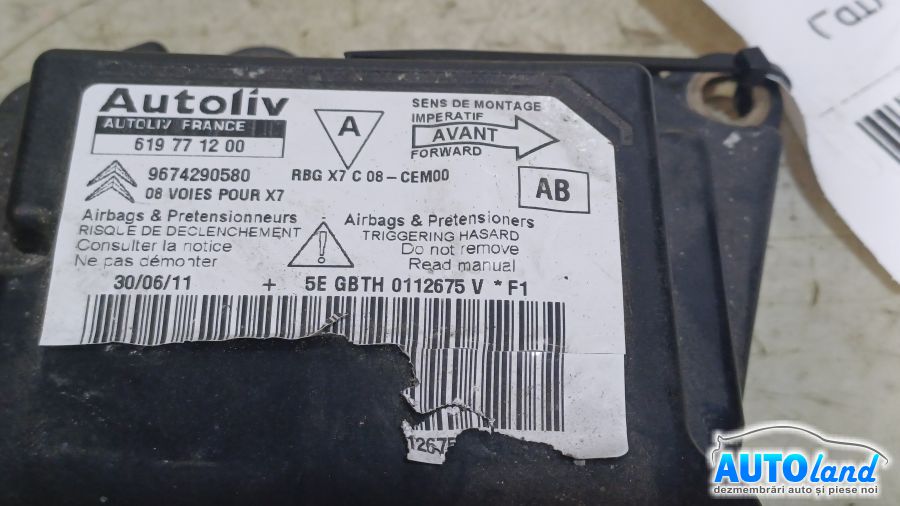 Autoliv
AUTOLIV FRANCE
619 77 12 00
A
SENS DE MONTAGE
IMPERATIF
AVANT
FORWARD
9674290580
RBG X7 C 08-CEM00
08 VOIES POUR X7
AB
Airbags & Pretensionneurs
RISQUE DE DECLENCHEMENT
Consulter la notice
Ne pas démonter
Airbags & Pretensioners
TRIGGERING HASARD
Do not remove
Read manual
30/06/11 + 5E GBTH 0112675 V * F1
12675
AUTOland
dezmembrări auto și piese noi